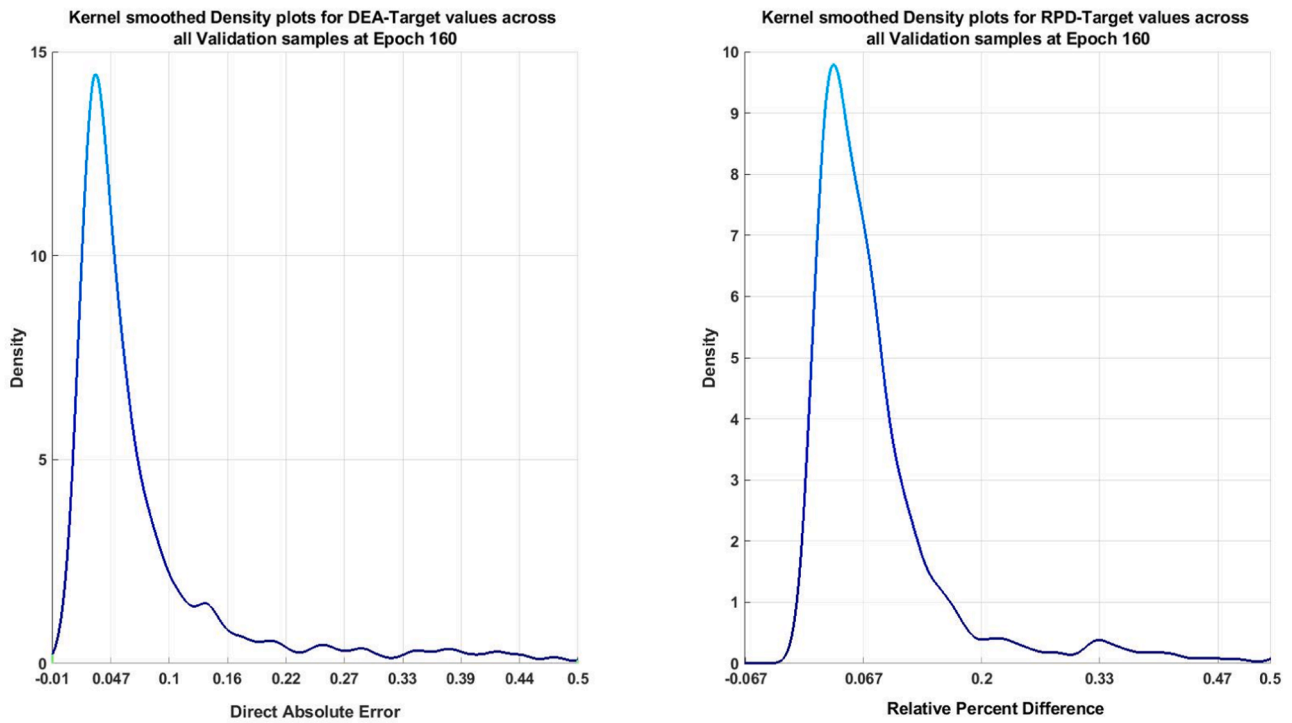 Kernel smoothed Density plots for DEA-Target values across
all Validation samples at Epoch 160
15
10
5
0
Density
-0.01 0.047 0.1 0.16 0.22 0.27 0.33 0.39 0.44 0.5
Direct Absolute Error
Kernel smoothed Density plots for RPD-Target values across
all Validation samples at Epoch 160
10
9
8
7
6
5
4
3
2
1
0
Density
-0.067 0.067 0.2 0.33 0.47 0.5
Relative Percent Difference